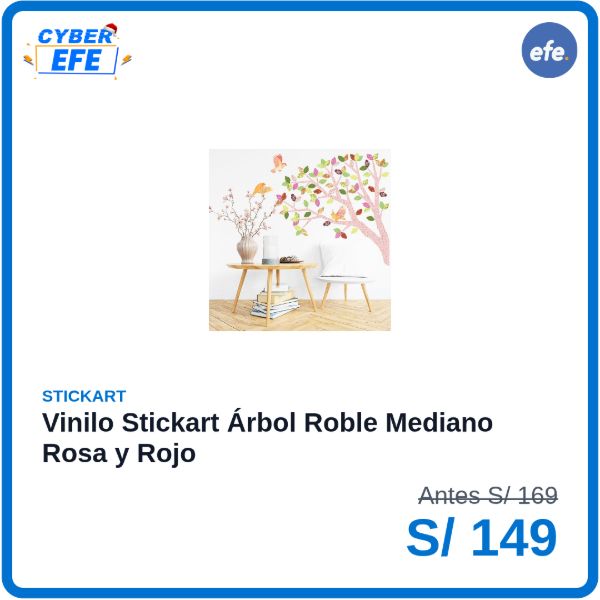 CYBER
EFE
efe.
STICKART
Vinilo Stickart Árbol Roble Mediano
Rosa y Rojo
Antes S/ 169
S/ 149